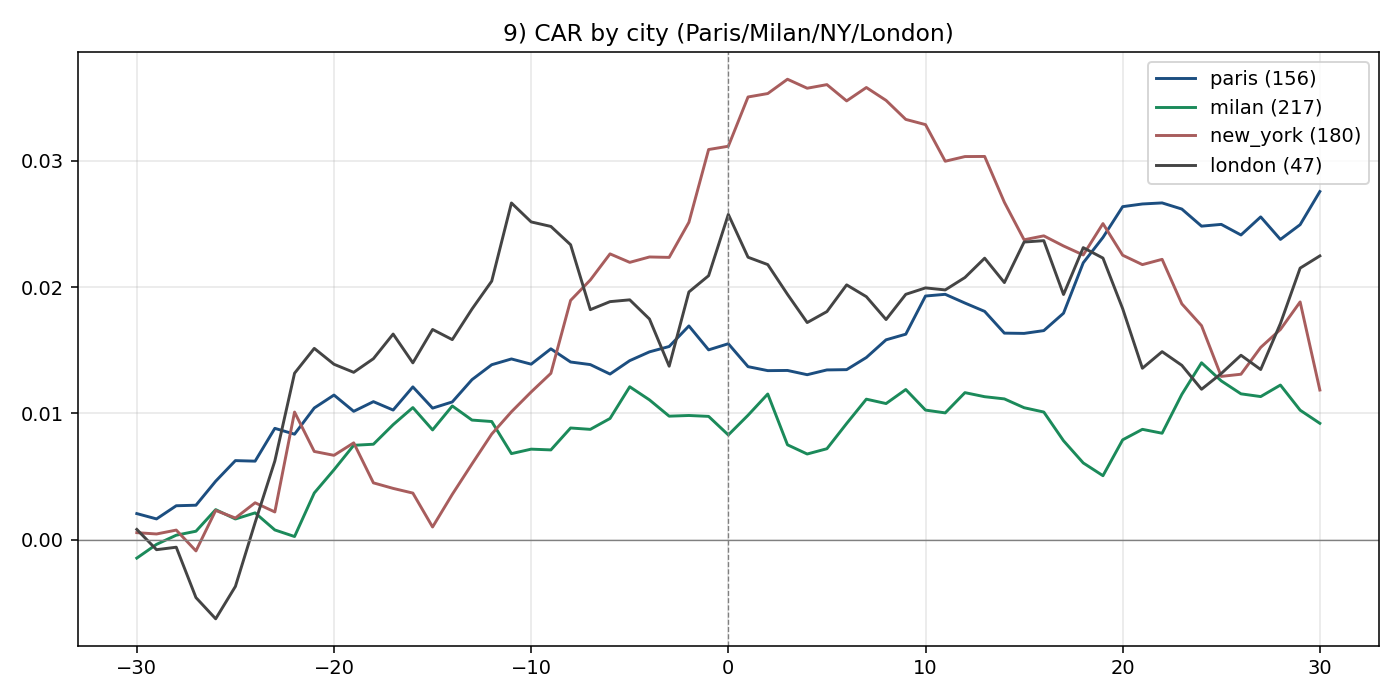 9) CAR by city (Paris/Milan/NY/London)
paris (156)
milan (217)
new_york (180)
london (47)
0.03
0.02
0.01
0.00
−30
−20
−10
0
10
20
30